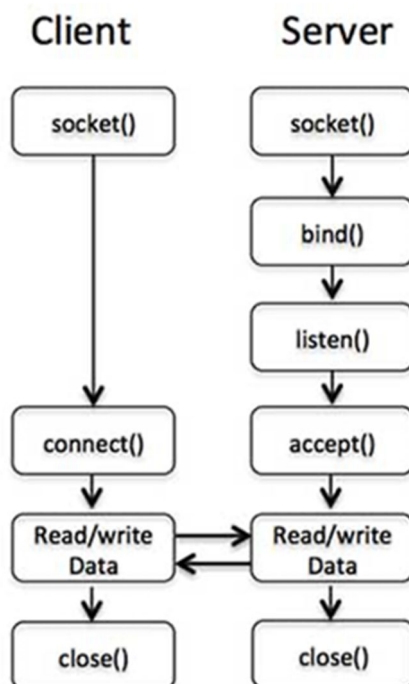 Client Server
socket() socket()
bind()
listen()
connect() accept()
Read/write Read/write
Data Data
close() close()